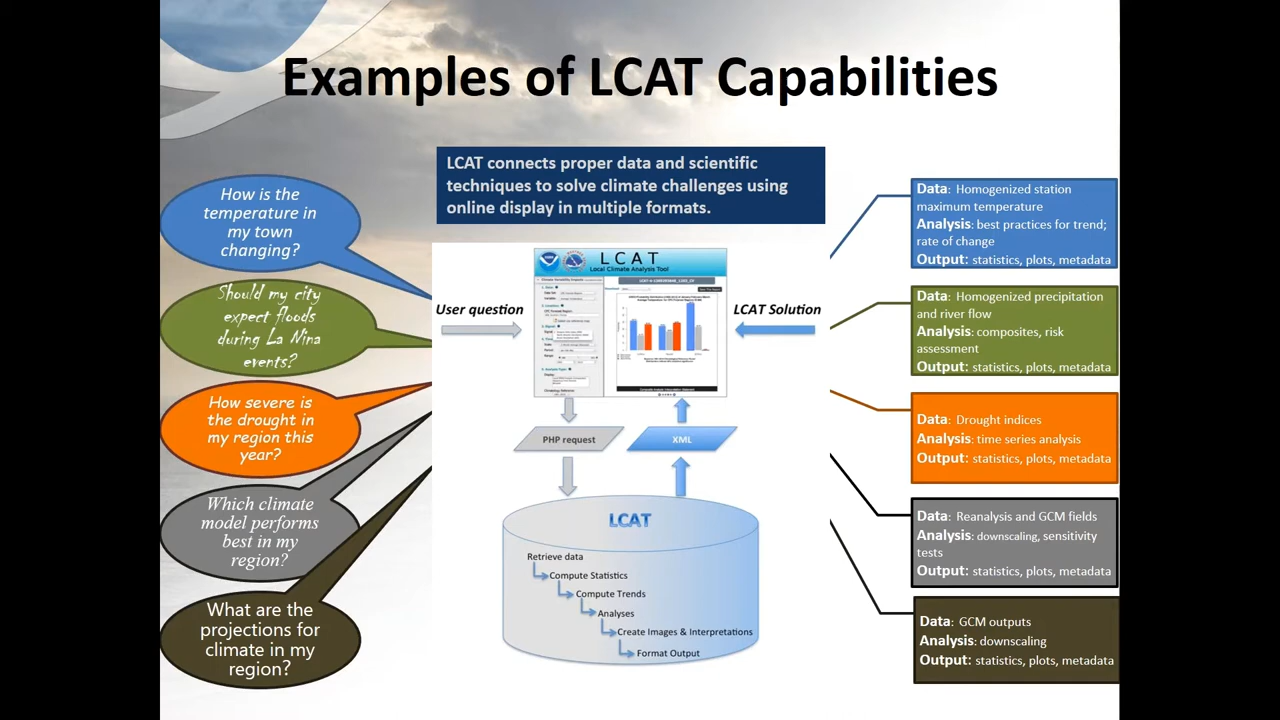 Examples of LCAT Capabilities
LCAT connects proper data and scientific
techniques to solve climate challenges using
online display in multiple formats.
How is the
temperature in
my town
changing?
Should my city
expect floods
during La Nina
events?
How severe is
the drought in
my region this
year?
Which climate
model performs
best in my
region?
What are the
projections for
climate in my
region?
User question
LCAT
Local Climate Analysis Tool
LCAT Solution
PHP request
XML
LCAT
Retrieve data
Compute Statistics
Compute Trends
Analyses
Create Images & Interpretations
Format Output
Data: Homogenized station
maximum temperature
Analysis: best practices for trend;
rate of change
Output: statistics, plots, metadata
Data: Homogenized precipitation
and river flow
Analysis: composites, risk
assessment
Output: statistics, plots, metadata
Data: Drought indices
Analysis: time series analysis
Output: statistics, plots, metadata
Data: Reanalysis and GCM fields
Analysis: downscaling, sensitivity
tests
Output: statistics, plots, metadata
Data: GCM outputs
Analysis: downscaling
Output: statistics, plots, metadata